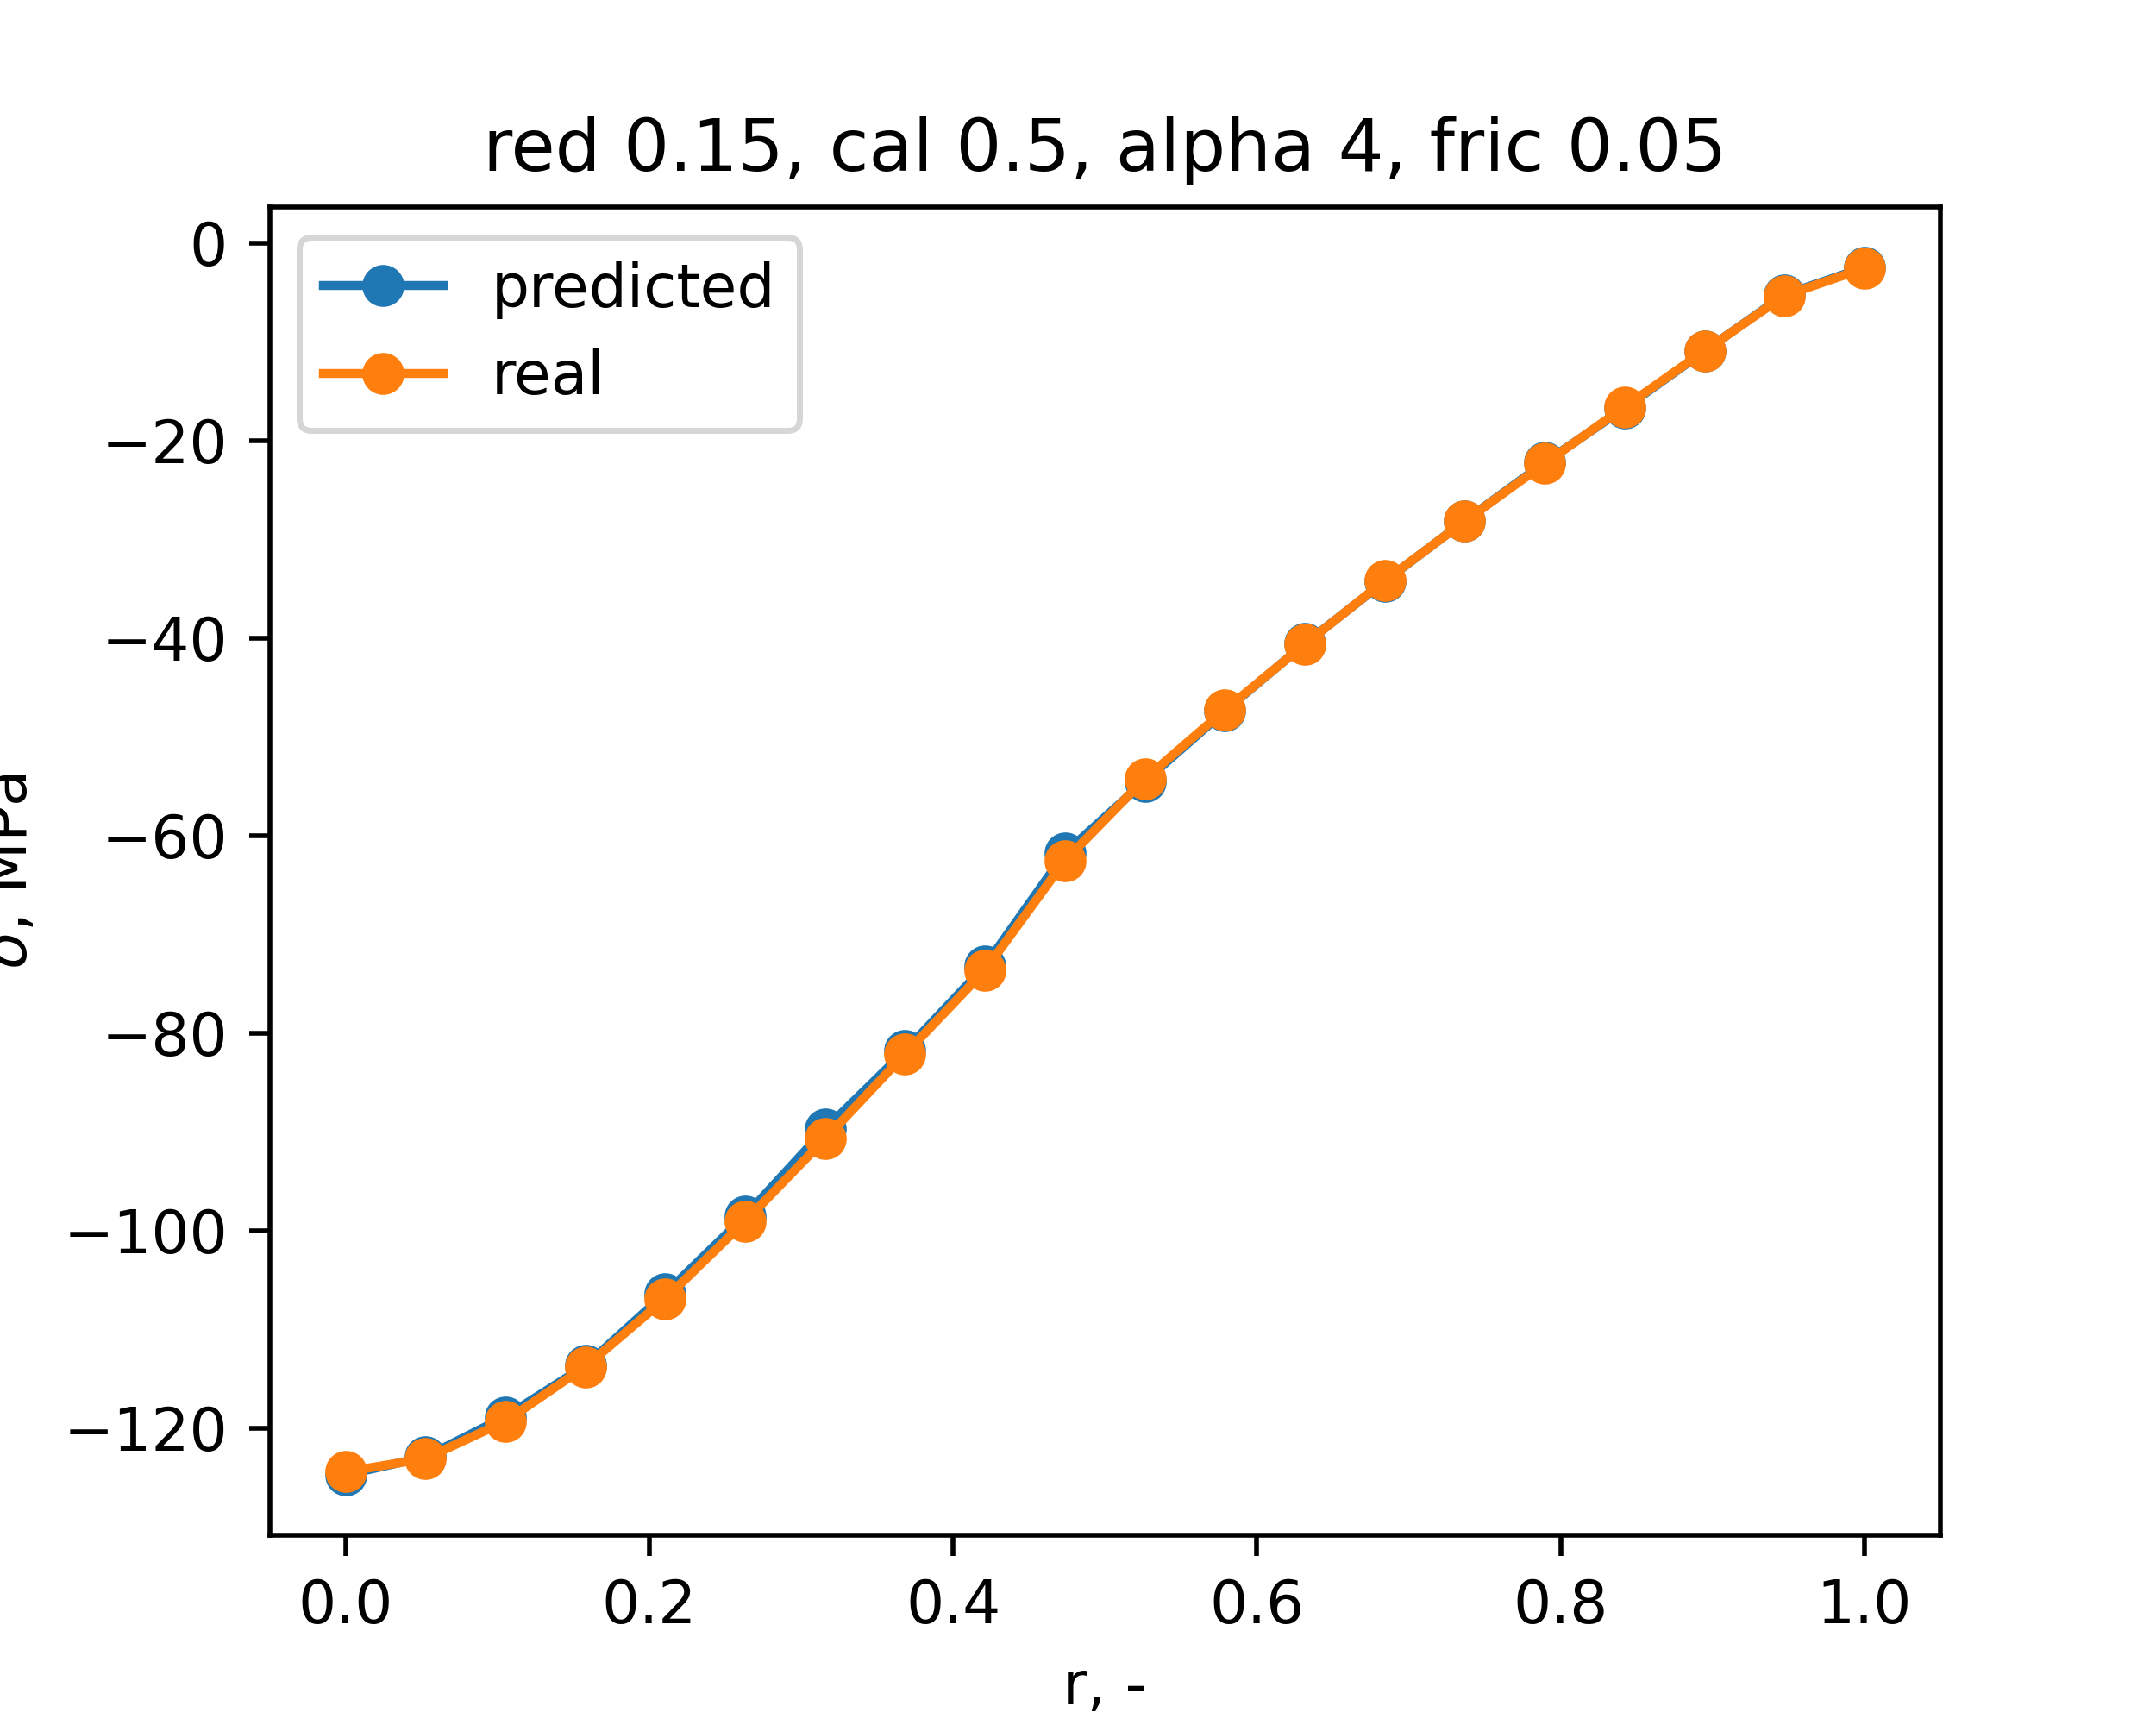 red 0.15, cal 0.5, alpha 4, fric 0.05
predicted
real
0
−20
−40
−60
−80
−100
−120
σ, MPa
0.0 0.2 0.4 0.6 0.8 1.0
r, -